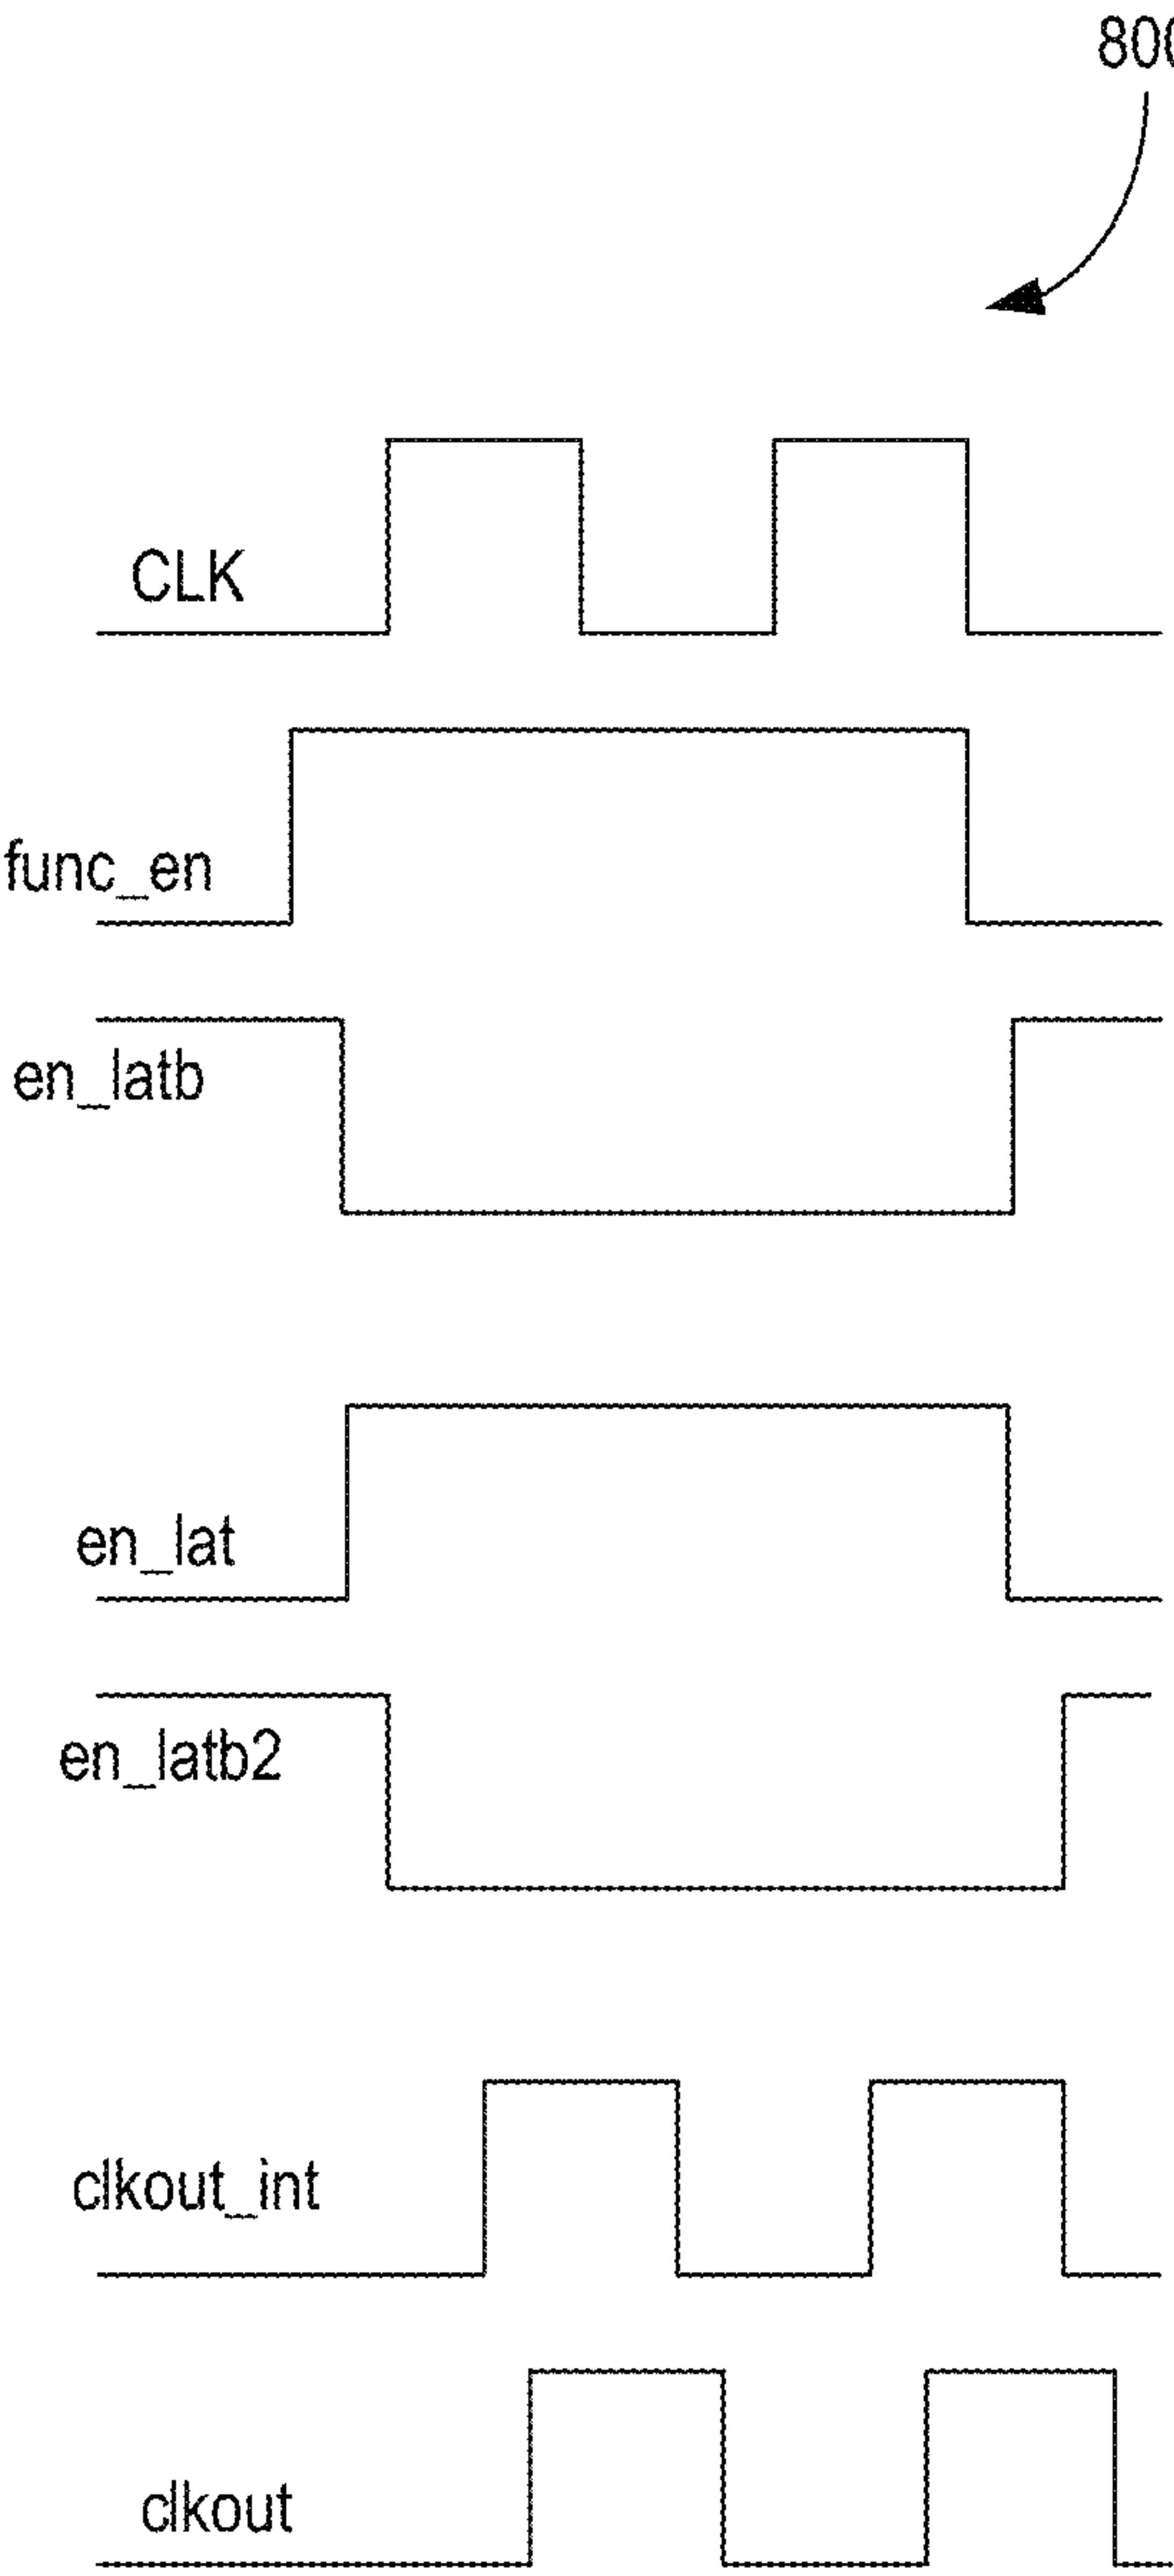 800
CLK
func_en
en_latb
en_lat
en_latb2
clkout_int
clkout